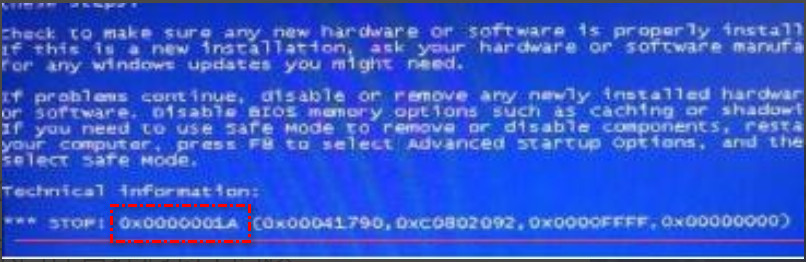 these steps:
Check to make sure any new hardware or software is properly install
If this is a new installation, ask your hardware or software manufa
for any windows updates you might need.
If problems continue, disable or remove any newly installed hardwar
or software. Disable BIOS memory options such as caching or shadowi
If you need to use Safe Mode to remove or disable components, resta
your computer, press F8 to select Advanced Startup Options, and the
select Safe Mode.
Technical information:
*** STOP: 0x0000001A (0x00041790,0xC0802092,0x0000FFFF,0x00000000)